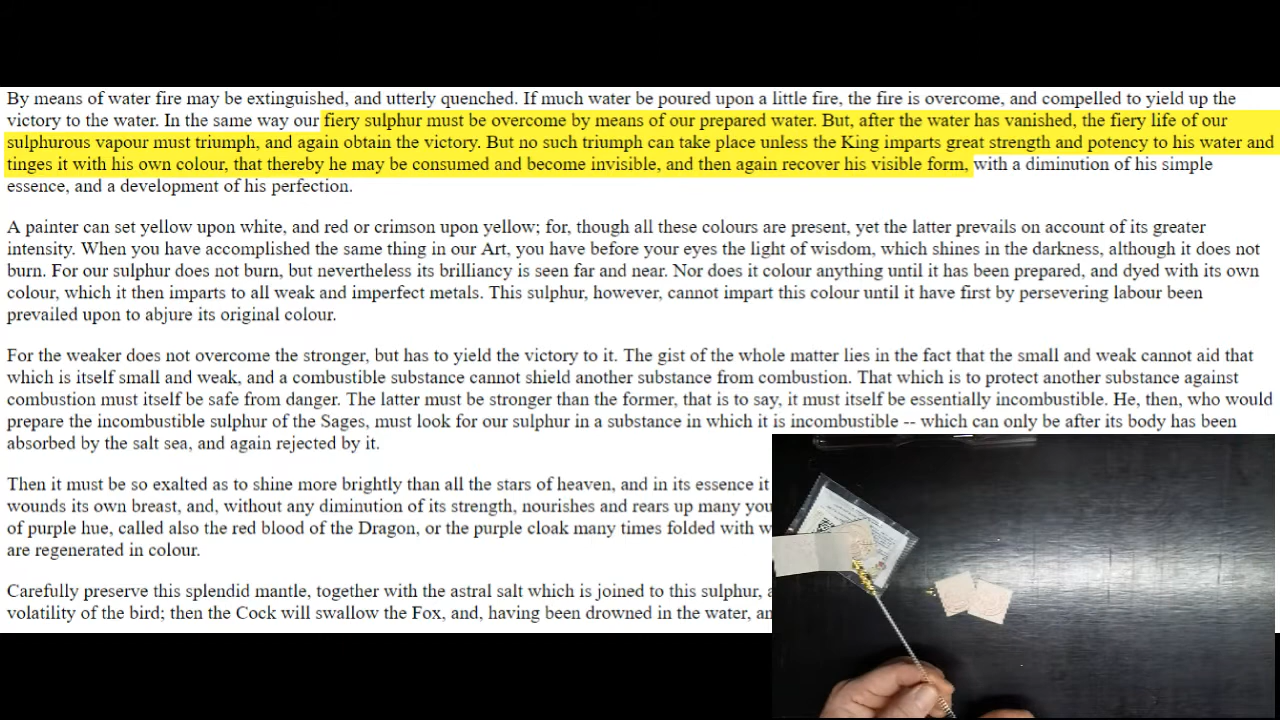 By means of water fire may be extinguished, and utterly quenched. If much water be poured upon a little fire, the fire is overcome, and compelled to yield up the
victory to the water. In the same way our fiery sulphur must be overcome by means of our prepared water. But, after the water has vanished, the fiery life of our
sulphurous vapour must triumph, and again obtain the victory. But no such triumph can take place unless the King imparts great strength and potency to his water and
tinges it with his own colour, that thereby he may be consumed and become invisible, and then again recover his visible form, with a diminution of his simple
essence, and a development of his perfection.
A painter can set yellow upon white, and red or crimson upon yellow; for, though all these colours are present, yet the latter prevails on account of its greater
intensity. When you have accomplished the same thing in our Art, you have before your eyes the light of wisdom, which shines in the darkness, although it does not
burn. For our sulphur does not burn, but nevertheless its brilliancy is seen far and near. Nor does it colour anything until it has been prepared, and dyed with its own
colour, which it then imparts to all weak and imperfect metals. This sulphur, however, cannot impart this colour until it have first by persevering labour been
prevailed upon to abjure its original colour.
For the weaker does not overcome the stronger, but has to yield the victory to it. The gist of the whole matter lies in the fact that the small and weak cannot aid that
which is itself small and weak, and a combustible substance cannot shield another substance from combustion. That which is to protect another substance against
combustion must itself be safe from danger. The latter must be stronger than the former, that is to say, it must itself be essentially incombustible. He, then, who would
prepare the incombustible sulphur of the Sages, must look for our sulphur in a substance in which it is incombustible -- which can only be after its body has been
absorbed by the salt sea, and again rejected by it.
Then it must be so exalted as to shine more brightly than all the stars of heaven, and in its essence it
wounds its own breast, and, without any diminution of its strength, nourishes and rears up many you
of purple hue, called also the red blood of the Dragon, or the purple cloak many times folded with w
are regenerated in colour.
Carefully preserve this splendid mantle, together with the astral salt which is joined to this sulphur, a
volatility of the bird; then the Cock will swallow the Fox, and, having been drowned in the water, an